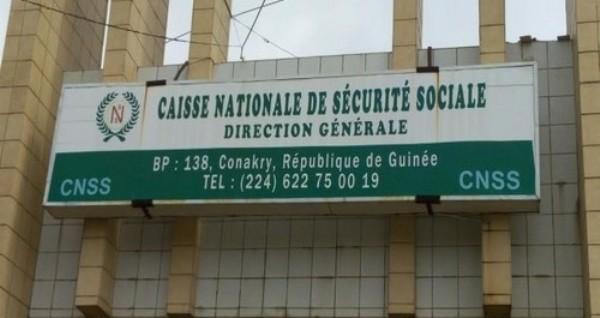 CAISSE NATIONALE DE SÉCURITÉ SOCIALE
DIRECTION GÉNÉRALE
BP : 138, Conakry, République de Guinée
TEL : (224) 622 75 00 19
CNSS
CNSS